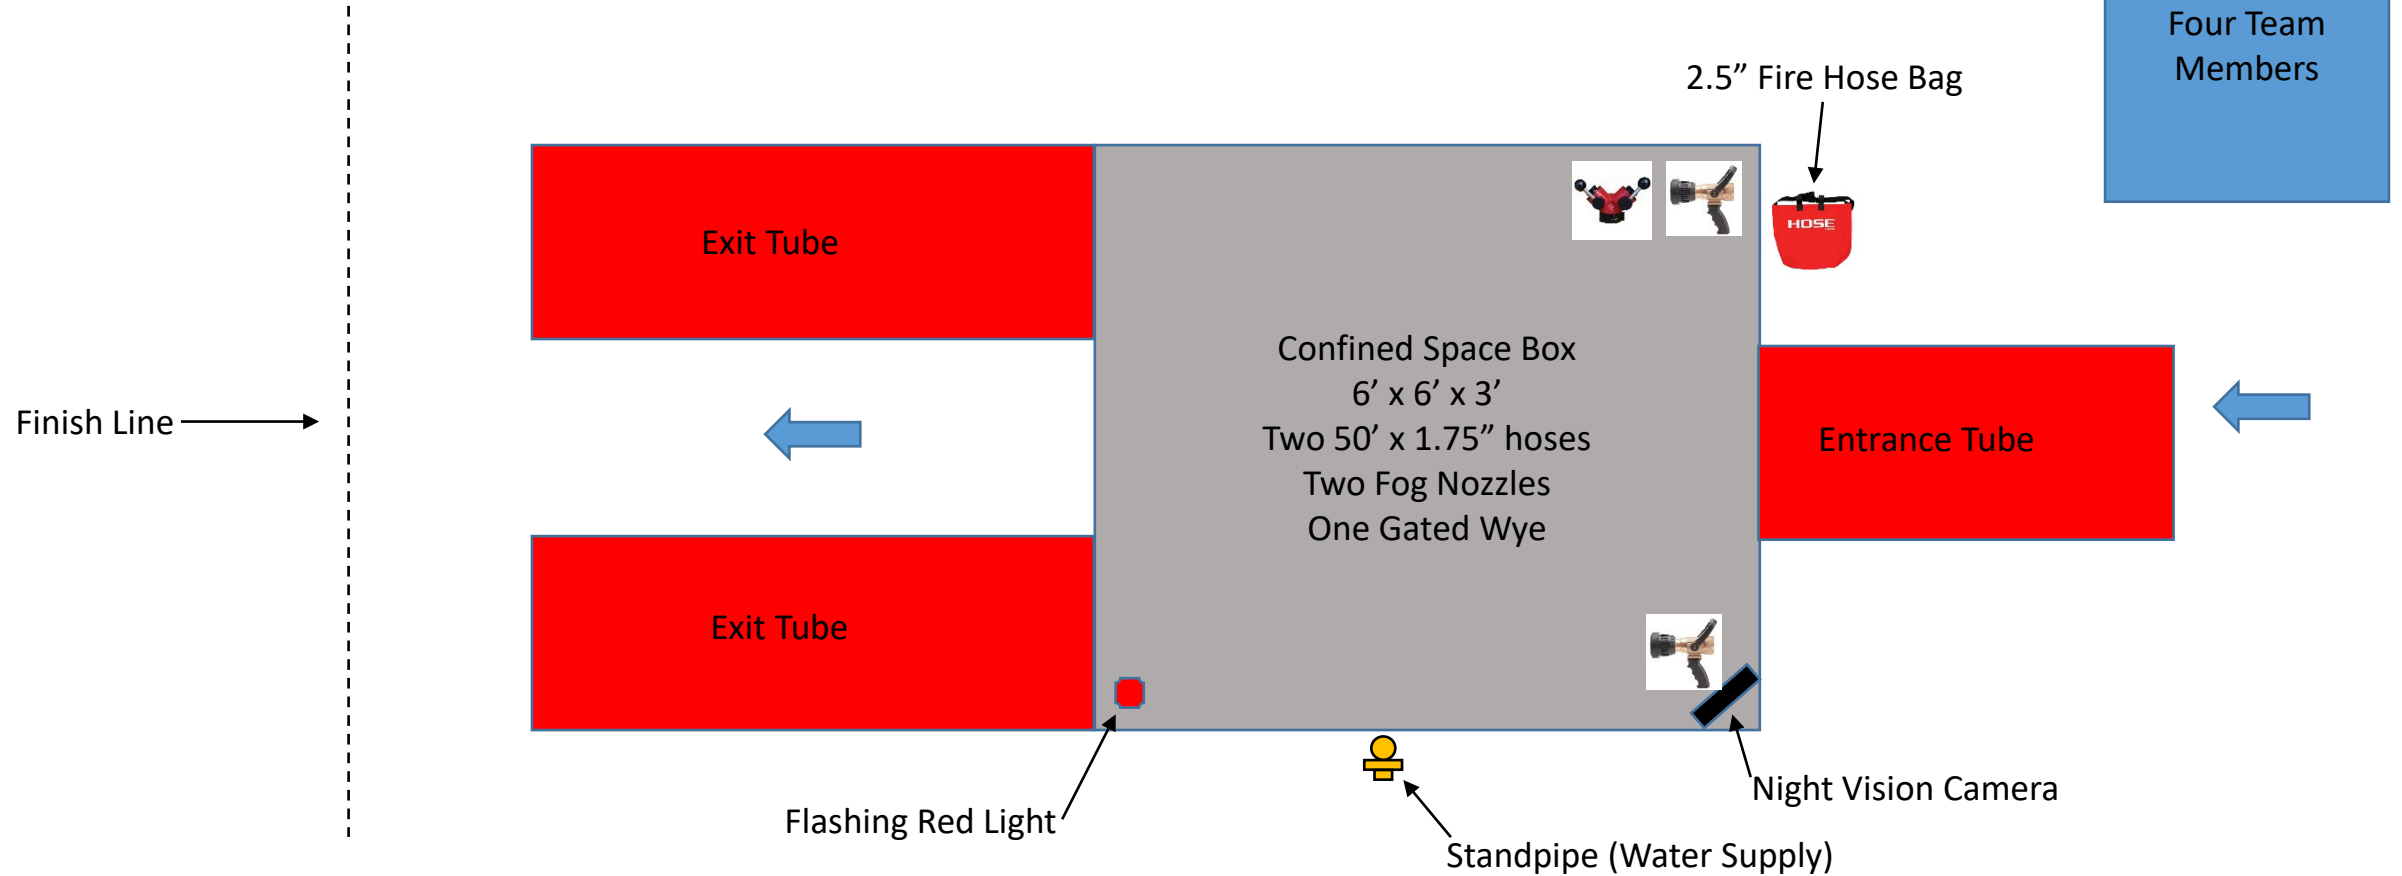 Four Team
Members
2.5” Fire Hose Bag
HOSE
Exit Tube
Confined Space Box
6’ x 6’ x 3’
Two 50’ x 1.75” hoses
Two Fog Nozzles
One Gated Wye
Finish Line
Entrance Tube
Exit Tube
Night Vision Camera
Flashing Red Light
Standpipe (Water Supply)